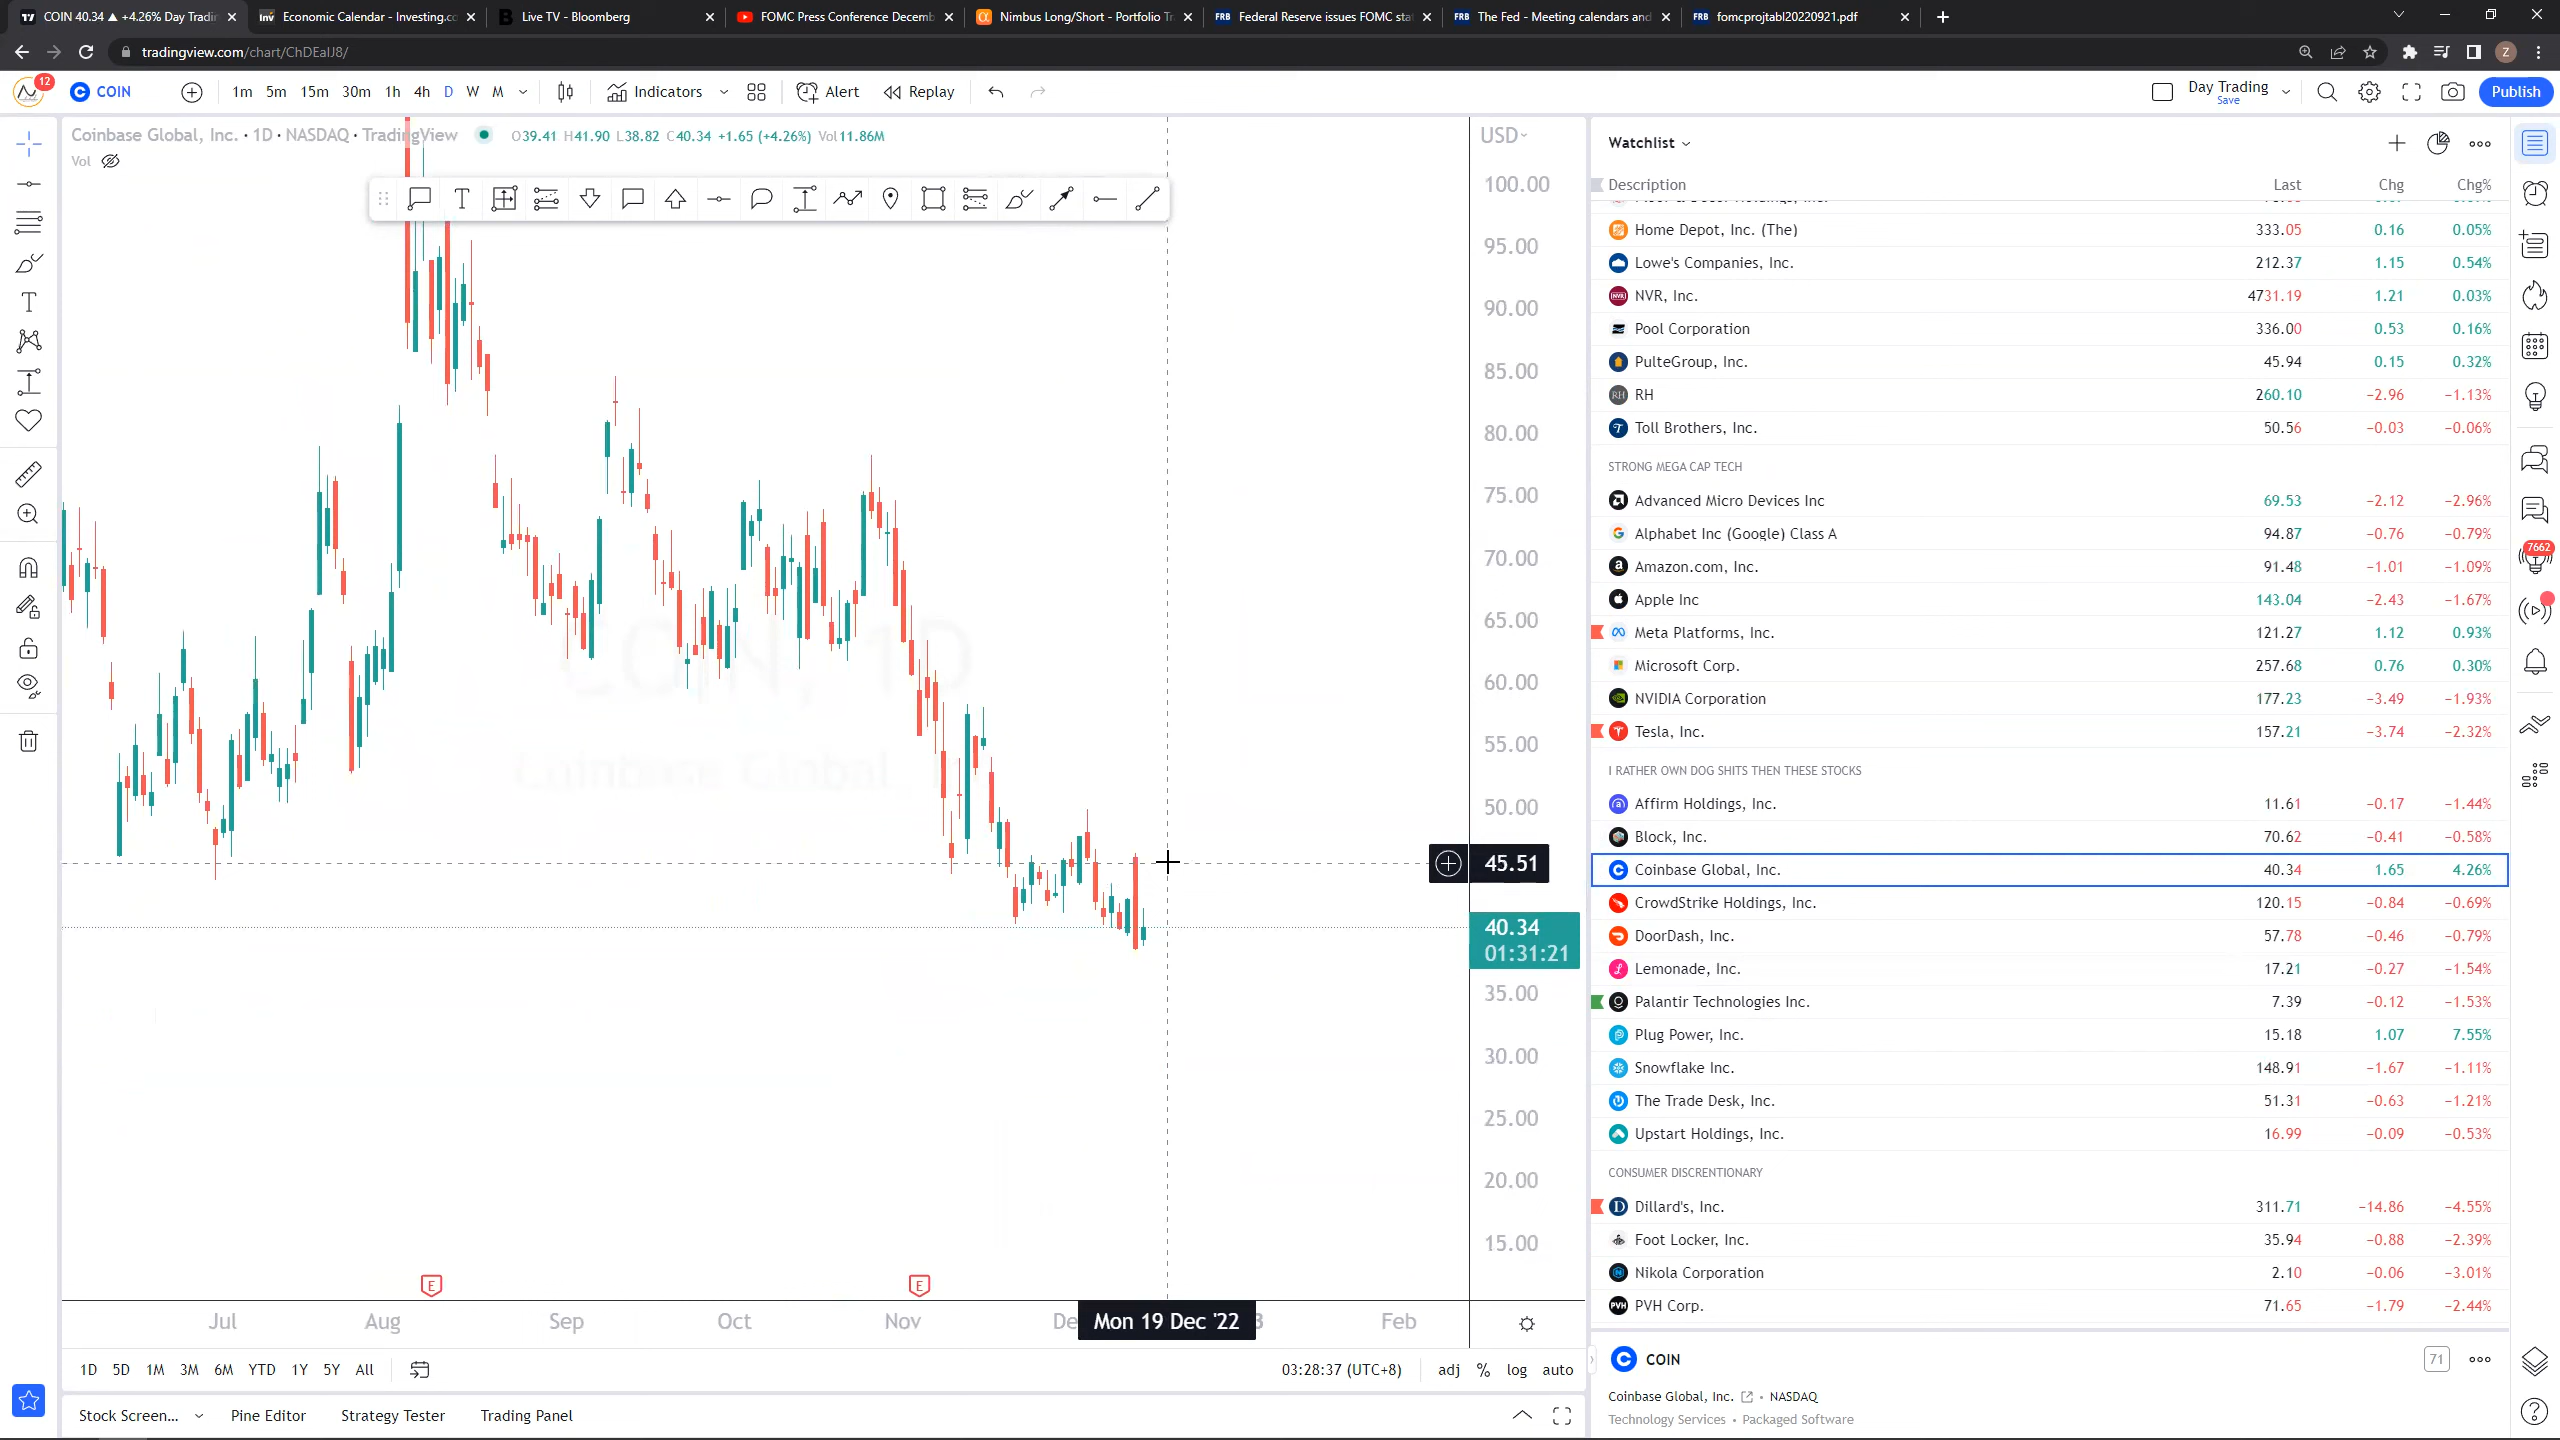 COIN 40.34 ▲ +4.26% Day Tradin
Economic Calendar - Investing.co
Live TV - Bloomberg
FOMC Press Conference Decemb
Nimbus Long/Short - Portfolio Tr
Federal Reserve issues FOMC sta
The Fed - Meeting calendars and
fomcprojtabl20220921.pdf
tradingview.com/chart/ChDEaIJ8/
Z
12
COIN
1m 5m 15m 30m 1h 4h D W M
Indicators
Alert
Replay
Day Trading
Save
Publish
Coinbase Global, Inc. · 1D · NASDAQ · TradingView
O39.41 H41.90 L38.82 C40.34 +1.65 (+4.26%) Vol11.86M
Vol
USD
100.00
95.00
90.00
85.00
80.00
75.00
70.00
65.00
60.00
55.00
50.00
45.51
40.34
01:31:21
35.00
30.00
25.00
20.00
15.00
COIN, 1D
Coinbase Global
E
E
Jul
Aug
Sep
Oct
Nov
De
Mon 19 Dec '22
3
Feb
1D 5D 1M 3M 6M YTD 1Y 5Y All
03:28:37 (UTC+8)
adj % log auto
Stock Screen...
Pine Editor
Strategy Tester
Trading Panel
Watchlist
Description Last Chg Chg%
Home Depot, Inc. (The) 333.05 0.16 0.05%
Lowe's Companies, Inc. 212.37 1.15 0.54%
NVR, Inc. 4731.19 1.21 0.03%
Pool Corporation 336.00 0.53 0.16%
PulteGroup, Inc. 45.94 0.15 0.32%
RH 260.10 −2.96 −1.13%
Toll Brothers, Inc. 50.56 −0.03 −0.06%
STRONG MEGA CAP TECH
Advanced Micro Devices Inc 69.53 −2.12 −2.96%
Alphabet Inc (Google) Class A 94.87 −0.76 −0.79%
Amazon.com, Inc. 91.48 −1.01 −1.09%
Apple Inc 143.04 −2.43 −1.67%
Meta Platforms, Inc. 121.27 1.12 0.93%
Microsoft Corp. 257.68 0.76 0.30%
NVIDIA Corporation 177.23 −3.49 −1.93%
Tesla, Inc. 157.21 −3.74 −2.32%
I RATHER OWN DOG SHITS THEN THESE STOCKS
Affirm Holdings, Inc. 11.61 −0.17 −1.44%
Block, Inc. 70.62 −0.41 −0.58%
Coinbase Global, Inc. 40.34 1.65 4.26%
CrowdStrike Holdings, Inc. 120.15 −0.84 −0.69%
DoorDash, Inc. 57.78 −0.46 −0.79%
Lemonade, Inc. 17.21 −0.27 −1.54%
Palantir Technologies Inc. 7.39 −0.12 −1.53%
Plug Power, Inc. 15.18 1.07 7.55%
Snowflake Inc. 148.91 −1.67 −1.11%
The Trade Desk, Inc. 51.31 −0.63 −1.21%
Upstart Holdings, Inc. 16.99 −0.09 −0.53%
CONSUMER DISCRETIONARY
Dillard's, Inc. 311.71 −14.86 −4.55%
Foot Locker, Inc. 35.94 −0.88 −2.39%
Nikola Corporation 2.10 −0.06 −3.01%
PVH Corp. 71.65 −1.79 −2.44%
COIN
71
Coinbase Global, Inc. · NASDAQ
Technology Services · Packaged Software
7662